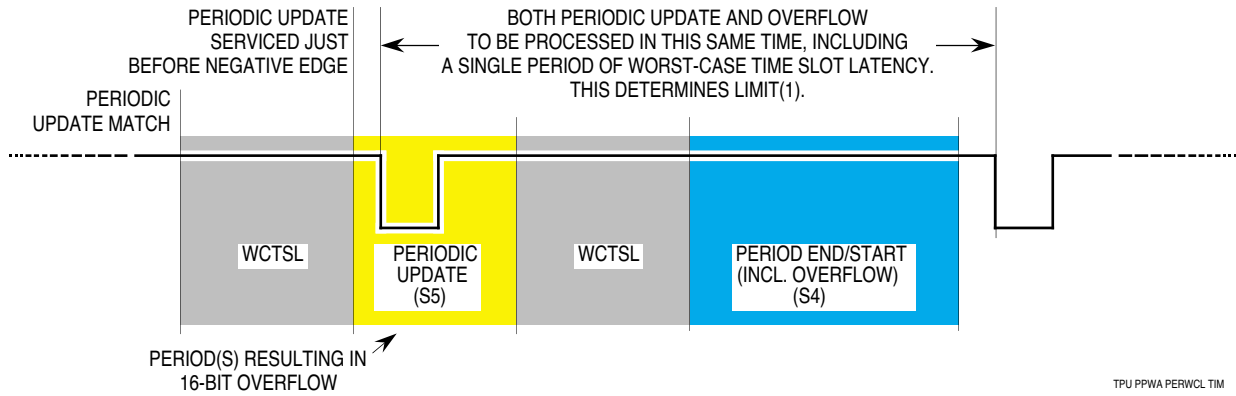 PERIODIC UPDATE
SERVICED JUST
BEFORE NEGATIVE EDGE
BOTH PERIODIC UPDATE AND OVERFLOW
TO BE PROCESSED IN THIS SAME TIME, INCLUDING
A SINGLE PERIOD OF WORST-CASE TIME SLOT LATENCY.
THIS DETERMINES LIMIT(1).
PERIODIC
UPDATE MATCH
WCTSL
PERIODIC
UPDATE
(S5)
WCTSL
PERIOD END/START
(INCL. OVERFLOW)
(S4)
PERIOD(S) RESULTING IN
16-BIT OVERFLOW
TPU PPWA PERWCL TIM